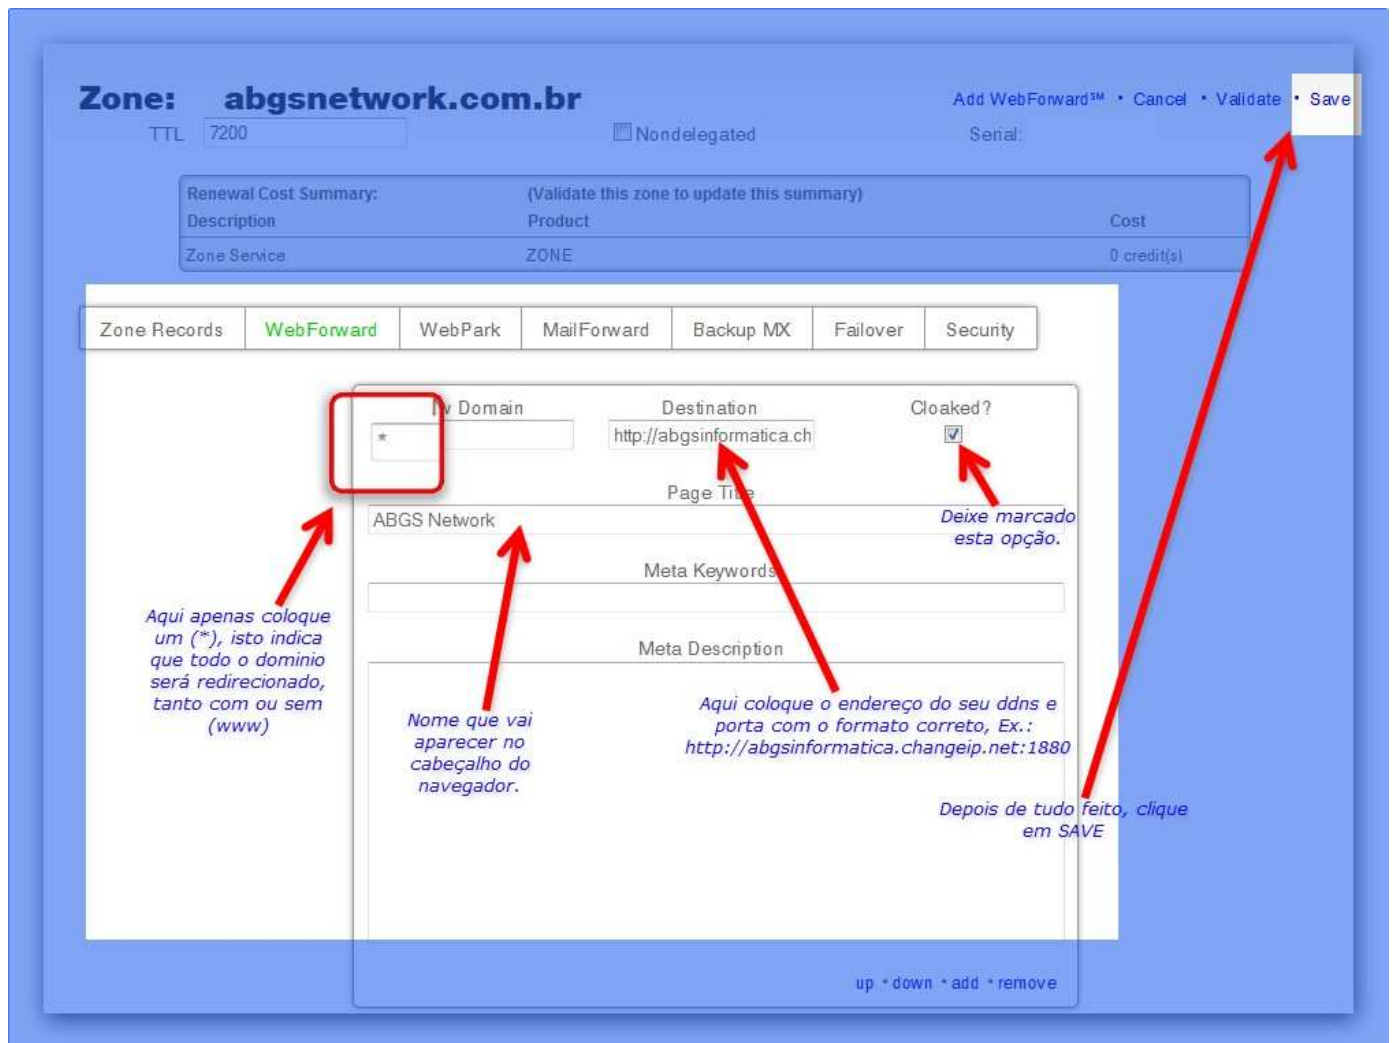 Zone: abgsnetwork.com.br
Add WebForward℠ • Cancel • Validate • Save
TTL 7200 Nondelegated Serial:
Renewal Cost Summary: (Validate this zone to update this summary)
Description Product Cost
Zone Service ZONE 0 credit(s)
Zone Records WebForward WebPark MailForward Backup MX Failover Security
Domain Destination Cloaked?
* http://abgsinformatica.ch
Page Title
ABGS Network
Deixe marcado
esta opção.
Meta Keywords
Aqui apenas coloque
um (*), isto indica
que todo o dominio
será redirecionado,
tanto com ou sem
(www)
Meta Description
Nome que vai
aparecer no
cabeçalho do
navegador.
Aqui coloque o endereço do seu ddns e
porta com o formato correto, Ex.:
http://abgsinformatica.changeip.net:1880
Depois de tudo feito, clique
em SAVE
up • down • add • remove